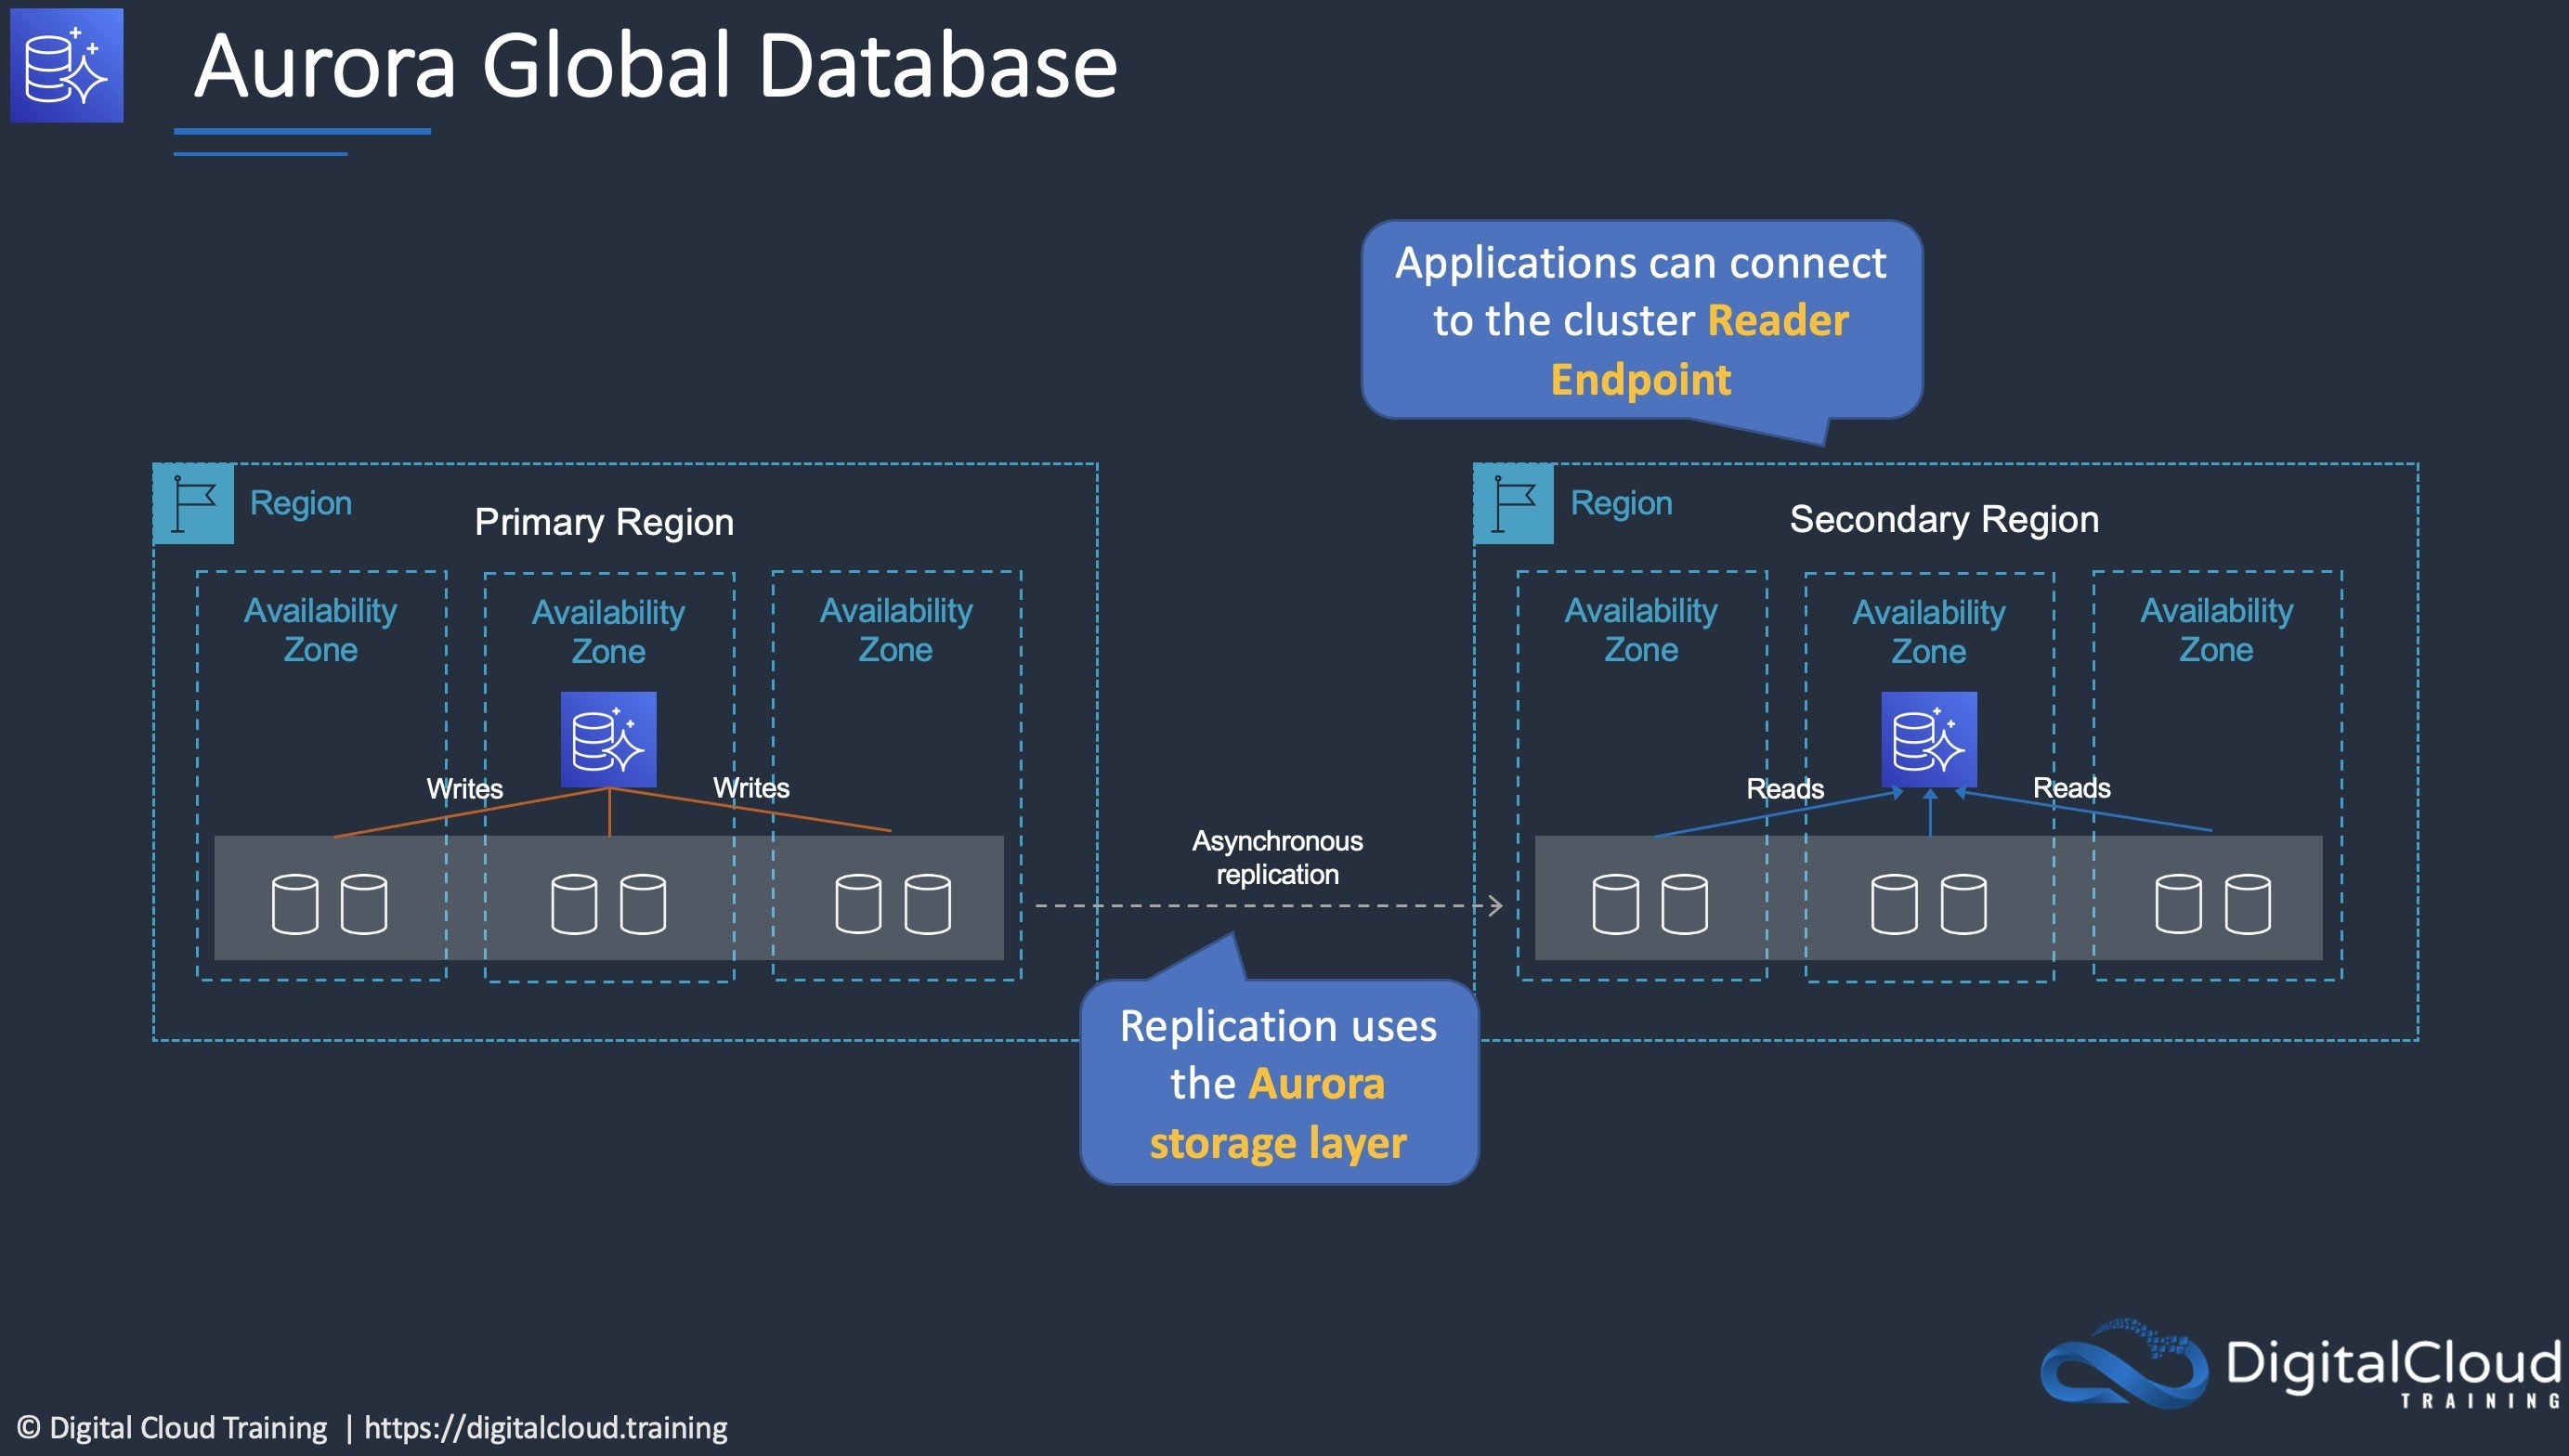 Aurora Global Database
Applications can connect
to the cluster Reader
Endpoint
Region
Primary Region
Availability
Zone
Availability
Zone
Availability
Zone
Writes
Writes
Asynchronous
replication
Replication uses
the Aurora
storage layer
Region
Secondary Region
Availability
Zone
Availability
Zone
Availability
Zone
Reads
Reads
DigitalCloud
TRAINING
© Digital Cloud Training | https://digitalcloud.training